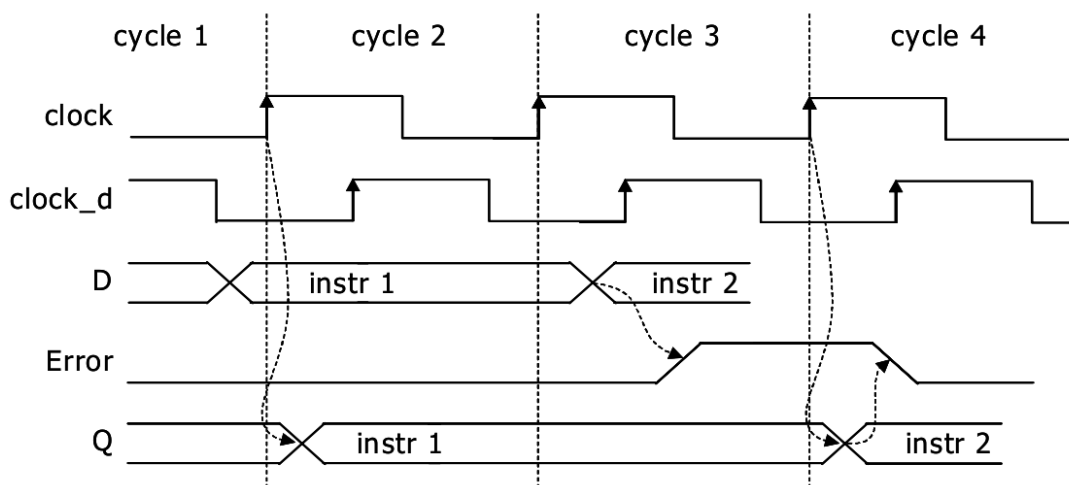 cycle 1 cycle 2 cycle 3 cycle 4
clock
clock_d
D instr 1 instr 2
Error
Q instr 1 instr 2